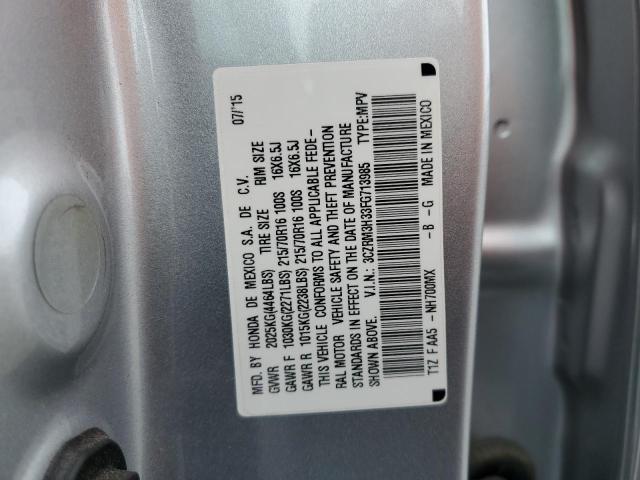 MFD. BY HONDA DE MEXICO S.A. DE C.V. 07/'15
GVWR 2025KG(4464LBS) TIRE SIZE RIM SIZE
GAWR F 1030KG(2271LBS) 215/70R16 100S 16X6.5J
GAWR R 1015KG(2238LBS) 215/70R16 100S 16X6.5J
THIS VEHICLE CONFORMS TO ALL APPLICABLE FEDE-
RAL MOTOR VEHICLE SAFETY AND THEFT PREVENTION
STANDARDS IN EFFECT ON THE DATE OF MANUFACTURE
SHOWN ABOVE. V.I.N.: 3CZRM3H33FG713985 TYPE:MPV
T1Z F AA5 -NH700MX -B -G MADE IN MEXICO